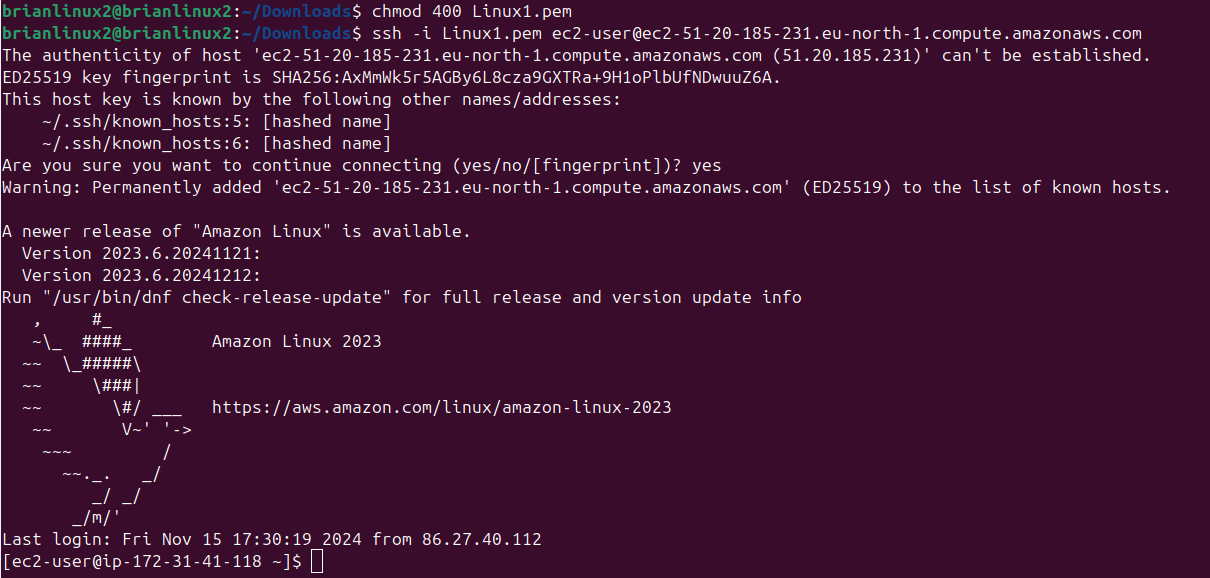 brianlinux2@brianlinux2:~/Downloads$ chmod 400 Linux1.pem
brianlinux2@brianlinux2:~/Downloads$ ssh -i Linux1.pem ec2-user@ec2-51-20-185-231.eu-north-1.compute.amazonaws.com
The authenticity of host 'ec2-51-20-185-231.eu-north-1.compute.amazonaws.com (51.20.185.231)' can't be established.
ED25519 key fingerprint is SHA256:AxMmWk5r5AGBy6L8cza9GXTRa+9H1oPlbUfNDwuuZ6A.
This host key is known by the following other names/addresses:
    ~/.ssh/known_hosts:5: [hashed name]
    ~/.ssh/known_hosts:6: [hashed name]
Are you sure you want to continue connecting (yes/no/[fingerprint])? yes
Warning: Permanently added 'ec2-51-20-185-231.eu-north-1.compute.amazonaws.com' (ED25519) to the list of known hosts.

A newer release of "Amazon Linux" is available.
  Version 2023.6.20241121:
  Version 2023.6.20241212:
Run "/usr/bin/dnf check-release-update" for full release and version update info
   ,     #_
   ~\_  ####_        Amazon Linux 2023
  ~~  \_#####\
  ~~     \###|
  ~~       \#/ ___   https://aws.amazon.com/linux/amazon-linux-2023
   ~~       V~' '->
    ~~~         /
      ~~._.   _/
         _/ _/
       _/m/'
Last login: Fri Nov 15 17:30:19 2024 from 86.27.40.112
[ec2-user@ip-172-31-41-118 ~]$